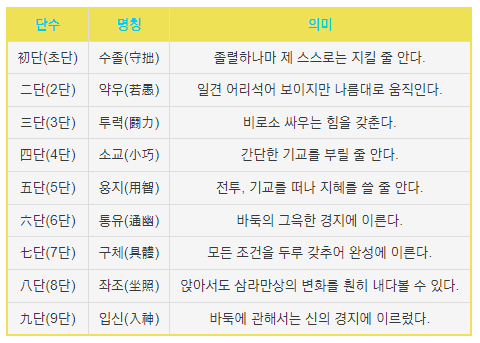 단수 명칭 의미
初단(초단) 수졸(守拙) 졸렬하나마 제 스스로는 지킬 줄 안다.
二단(2단) 약우(若愚) 일견 어리석어 보이지만 나름대로 움직인다.
三단(3단) 투력(鬪力) 비로소 싸우는 힘을 갖춘다.
四단(4단) 소교(小巧) 간단한 기교를 부릴 줄 안다.
五단(5단) 용지(用智) 전투, 기교를 떠나 지혜를 쓸 줄 안다.
六단(6단) 통유(通幽) 바둑의 그윽한 경지에 이른다.
七단(7단) 구체(具體) 모든 조건을 두루 갖추어 완성에 이른다.
八단(8단) 좌조(坐照) 앉아서도 삼라만상의 변화를 훤히 내다볼 수 있다.
九단(9단) 입신(入神) 바둑에 관해서는 신의 경지에 이르렀다.